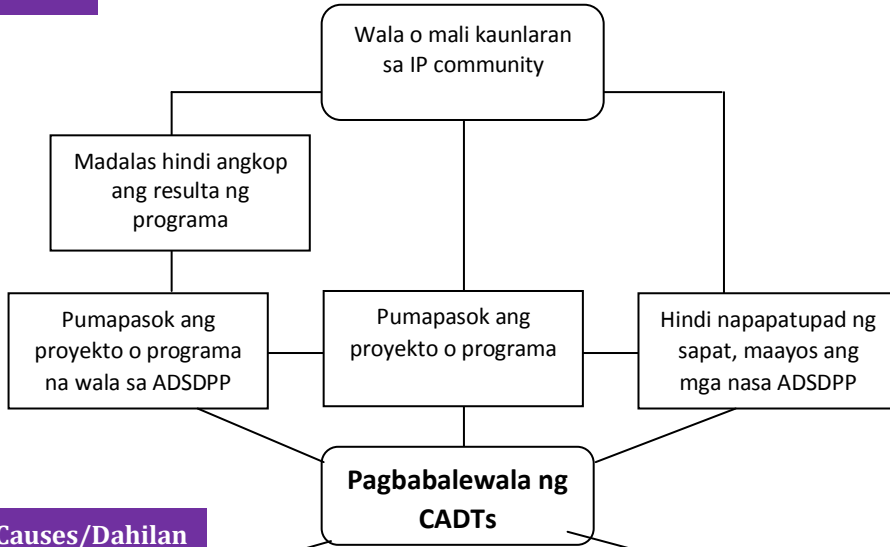 Wala o mali kaunlaran
sa IP community
Madalas hindi angkop
ang resulta ng
programa
Pumapasok ang
proyekto o programa
na wala sa ADSDPP
Pumapasok ang
proyekto o programa
Hindi napapatupad ng
sapat, maayos ang
mga nasa ADSDPP
Pagbabalewala ng
CADTs
Causes/Dahilan